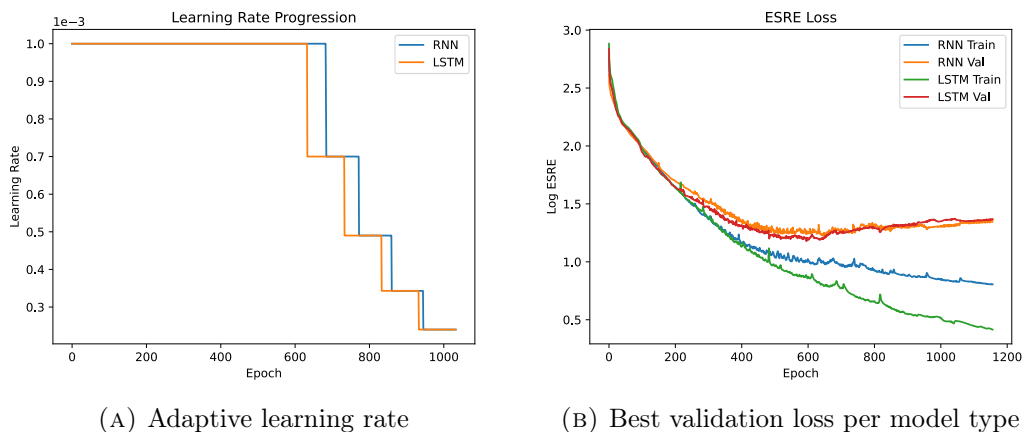 Learning Rate Progression
1e−3
1.0
0.9
0.8
0.7
0.6
0.5
0.4
0.3
Learning Rate
0
200
400
600
800
1000
Epoch
RNN
LSTM
(A) Adaptive learning rate
ESRE Loss
3.0
2.5
2.0
1.5
1.0
0.5
Log ESRE
0
200
400
600
800
1000
1200
Epoch
RNN Train
RNN Val
LSTM Train
LSTM Val
(B) Best validation loss per model type